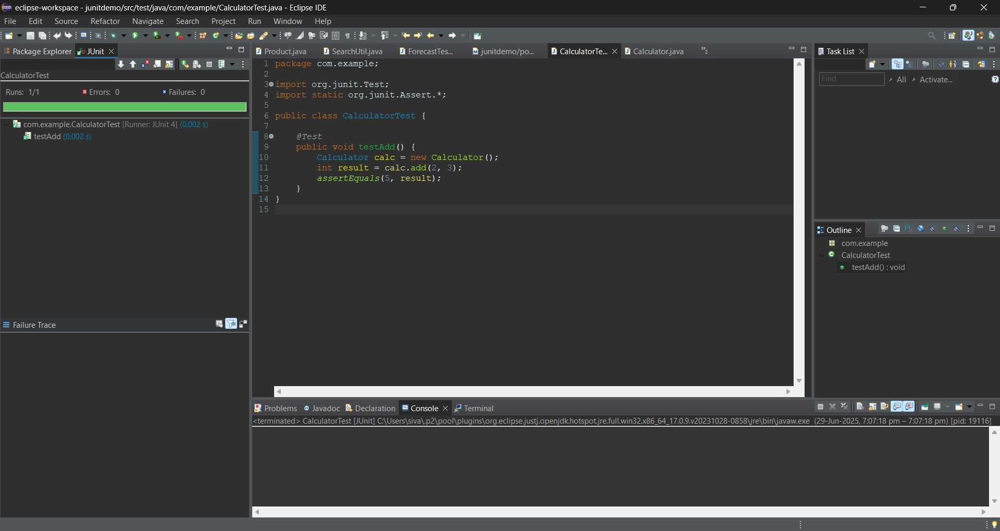 eclipse-workspace - junitdemo/src/test/java/com/example/CalculatorTest.java - Eclipse IDE
File Edit Source Refactor Navigate Search Project Run Window Help
Package Explorer JUnit
CalculatorTest
Runs: 1/1 Errors: 0 Failures: 0
com.example.CalculatorTest [Runner: JUnit 4] (0.002 s)
testAdd (0.002 s)
Failure Trace
Product.java SearchUtil.java ForecastTes... junitdemo/po... CalculatorTe... Calculator.java »2
1 package com.example;
2
3 import org.junit.Test;
4 import static org.junit.Assert.*;
5
6 public class CalculatorTest {
7
8 @Test
9 public void testAdd() {
10 Calculator calc = new Calculator();
11 int result = calc.add(2, 3);
12 assertEquals(5, result);
13 }
14 }
15
Task List
Find All Activate...
Outline
com.example
CalculatorTest
testAdd() : void
Problems Javadoc Declaration Console Terminal
<terminated> CalculatorTest [JUnit] C:\Users\siva\.p2\pool\plugins\org.eclipse.justj.openjdk.hotspot.jre.full.win32.x86_64_17.0.9.v20231028-0858\jre\bin\javaw.exe (29-Jun-2025, 7:07:18 pm – 7:07:18 pm) [pid: 19116]